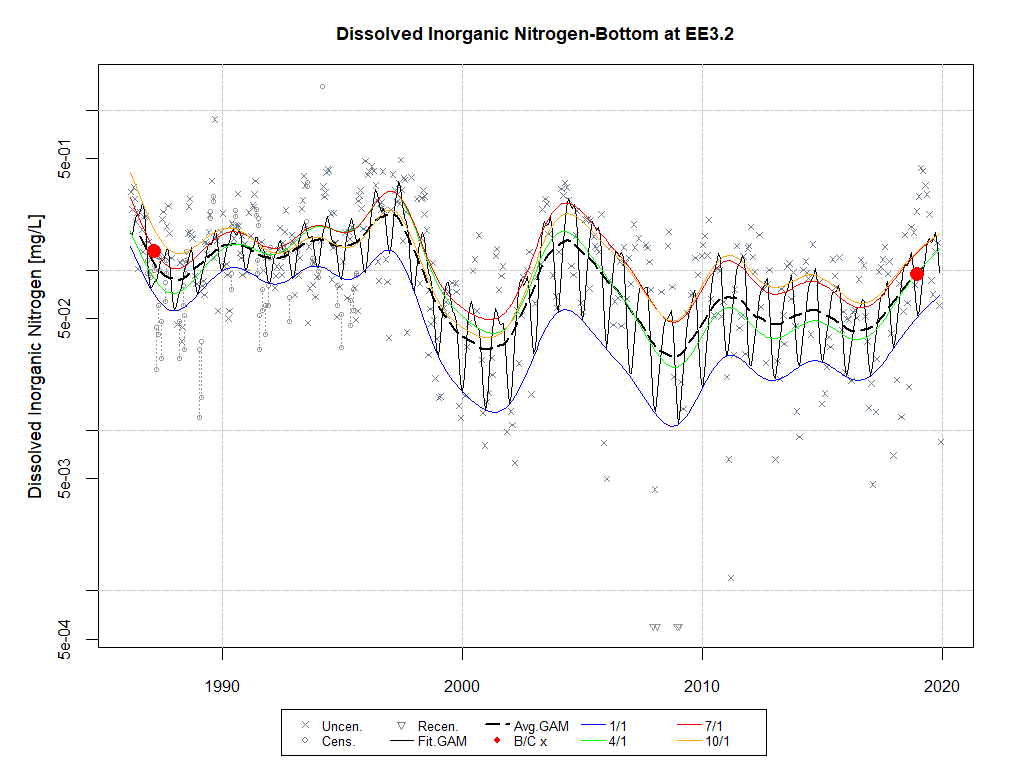 Dissolved Inorganic Nitrogen-Bottom at EE3.2
Dissolved Inorganic Nitrogen [mg/L]
5e-01
5e-02
5e-03
5e-04
1990 2000 2010 2020
Uncen. Recen. Avg.GAM 1/1 7/1
Cens. Fit.GAM B/C x 4/1 10/1